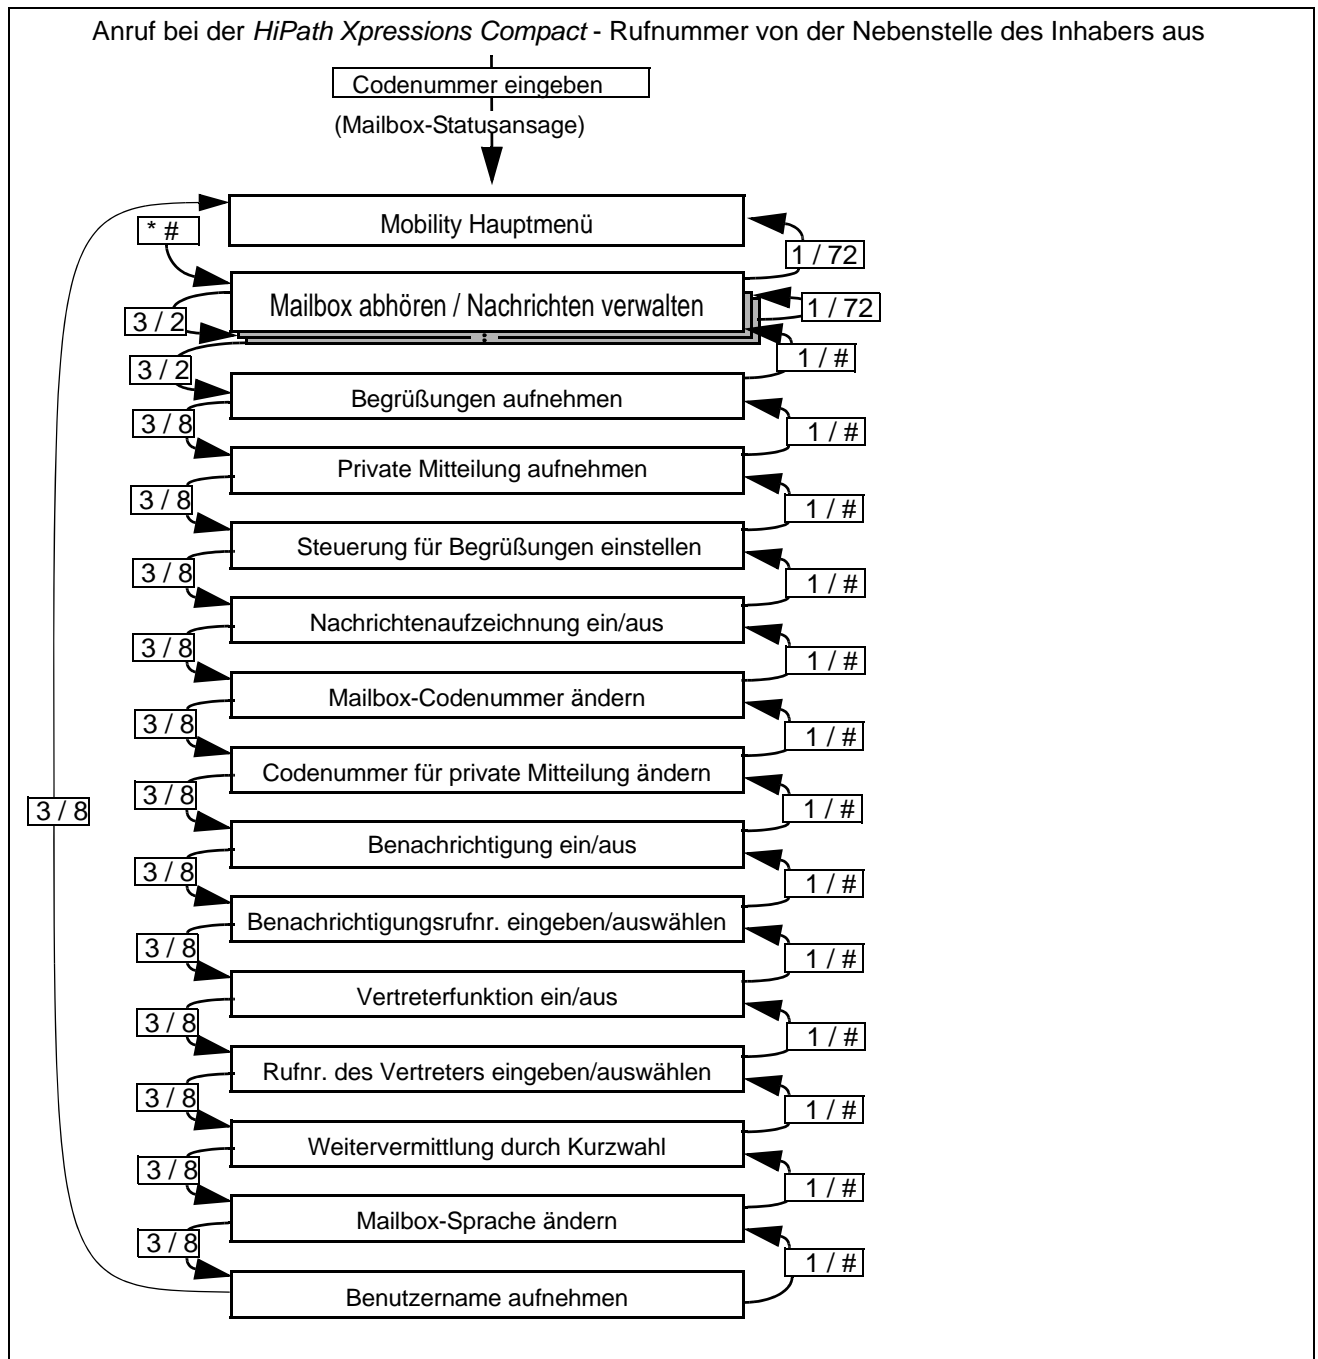 Anruf bei der HiPath Xpressions Compact - Rufnummer von der Nebenstelle des Inhabers aus
Codenummer eingeben
(Mailbox-Statusansage)
Mobility Hauptmenü
* #
1 / 72
Mailbox abhören / Nachrichten verwalten
3 / 2
1 / 72
:
3 / 2
1 / #
Begrüßungen aufnehmen
3 / 8
1 / #
Private Mitteilung aufnehmen
3 / 8
1 / #
Steuerung für Begrüßungen einstellen
3 / 8
1 / #
Nachrichtenaufzeichnung ein/aus
3 / 8
1 / #
Mailbox-Codenummer ändern
3 / 8
1 / #
Codenummer für private Mitteilung ändern
3 / 8
3 / 8
1 / #
Benachrichtigung ein/aus
3 / 8
1 / #
Benachrichtigungsrufnr. eingeben/auswählen
3 / 8
1 / #
Vertreterfunktion ein/aus
3 / 8
1 / #
Rufnr. des Vertreters eingeben/auswählen
3 / 8
1 / #
Weitervermittlung durch Kurzwahl
3 / 8
1 / #
Mailbox-Sprache ändern
3 / 8
1 / #
Benutzername aufnehmen